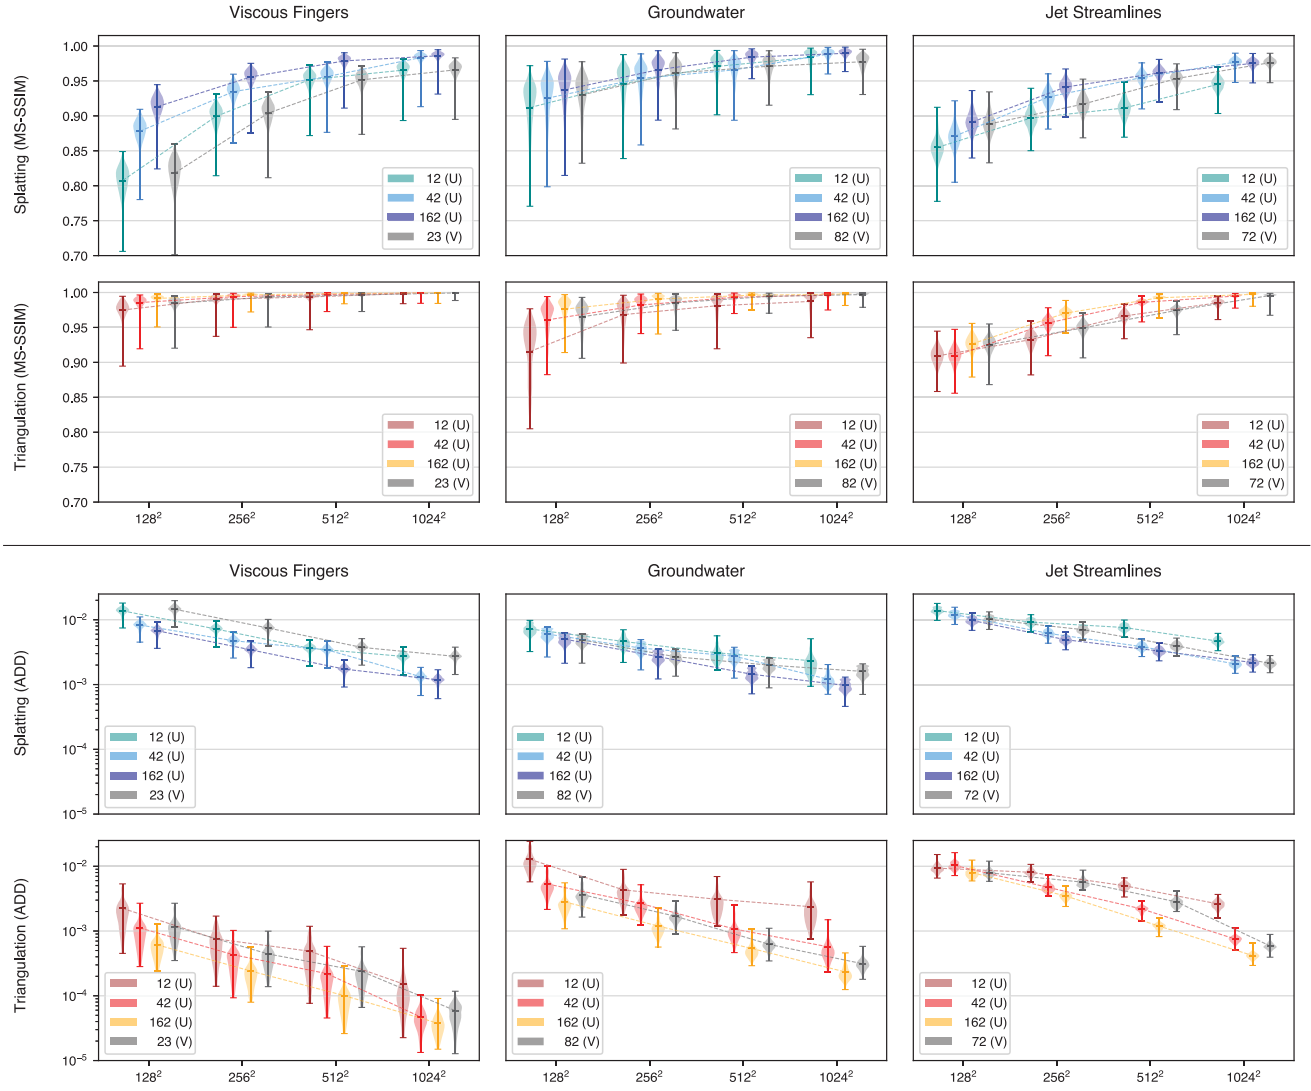 Viscous Fingers
Groundwater
Jet Streamlines
Splatting (MS-SSIM)
1.00
0.95
0.90
0.85
0.80
0.75
0.70
12 (U)
42 (U)
162 (U)
23 (V)
12 (U)
42 (U)
162 (U)
82 (V)
12 (U)
42 (U)
162 (U)
72 (V)
Triangulation (MS-SSIM)
1.00
0.95
0.90
0.85
0.80
0.75
0.70
12 (U)
42 (U)
162 (U)
23 (V)
12 (U)
42 (U)
162 (U)
82 (V)
12 (U)
42 (U)
162 (U)
72 (V)
128² 256² 512² 1024²
128² 256² 512² 1024²
128² 256² 512² 1024²
Viscous Fingers
Groundwater
Jet Streamlines
Splatting (ADD)
10⁻²
10⁻³
10⁻⁴
10⁻⁵
12 (U)
42 (U)
162 (U)
23 (V)
12 (U)
42 (U)
162 (U)
82 (V)
12 (U)
42 (U)
162 (U)
72 (V)
Triangulation (ADD)
10⁻²
10⁻³
10⁻⁴
10⁻⁵
12 (U)
42 (U)
162 (U)
23 (V)
12 (U)
42 (U)
162 (U)
82 (V)
12 (U)
42 (U)
162 (U)
72 (V)
128² 256² 512² 1024²
128² 256² 512² 1024²
128² 256² 512² 1024²